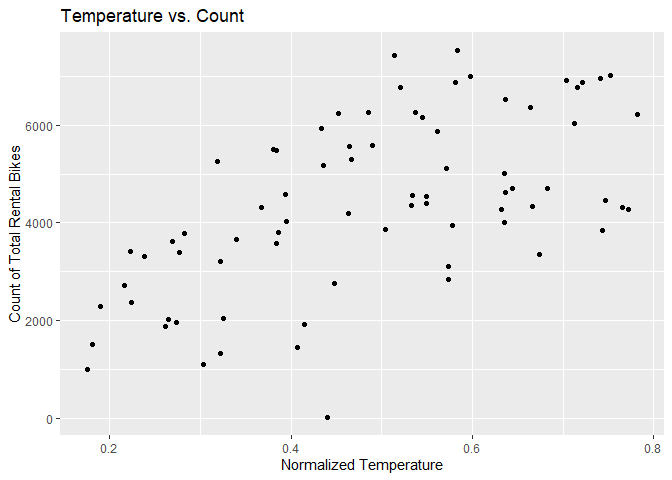 Temperature vs. Count
Count of Total Rental Bikes
6000
4000
2000
0
0.2 0.4 0.6 0.8
Normalized Temperature